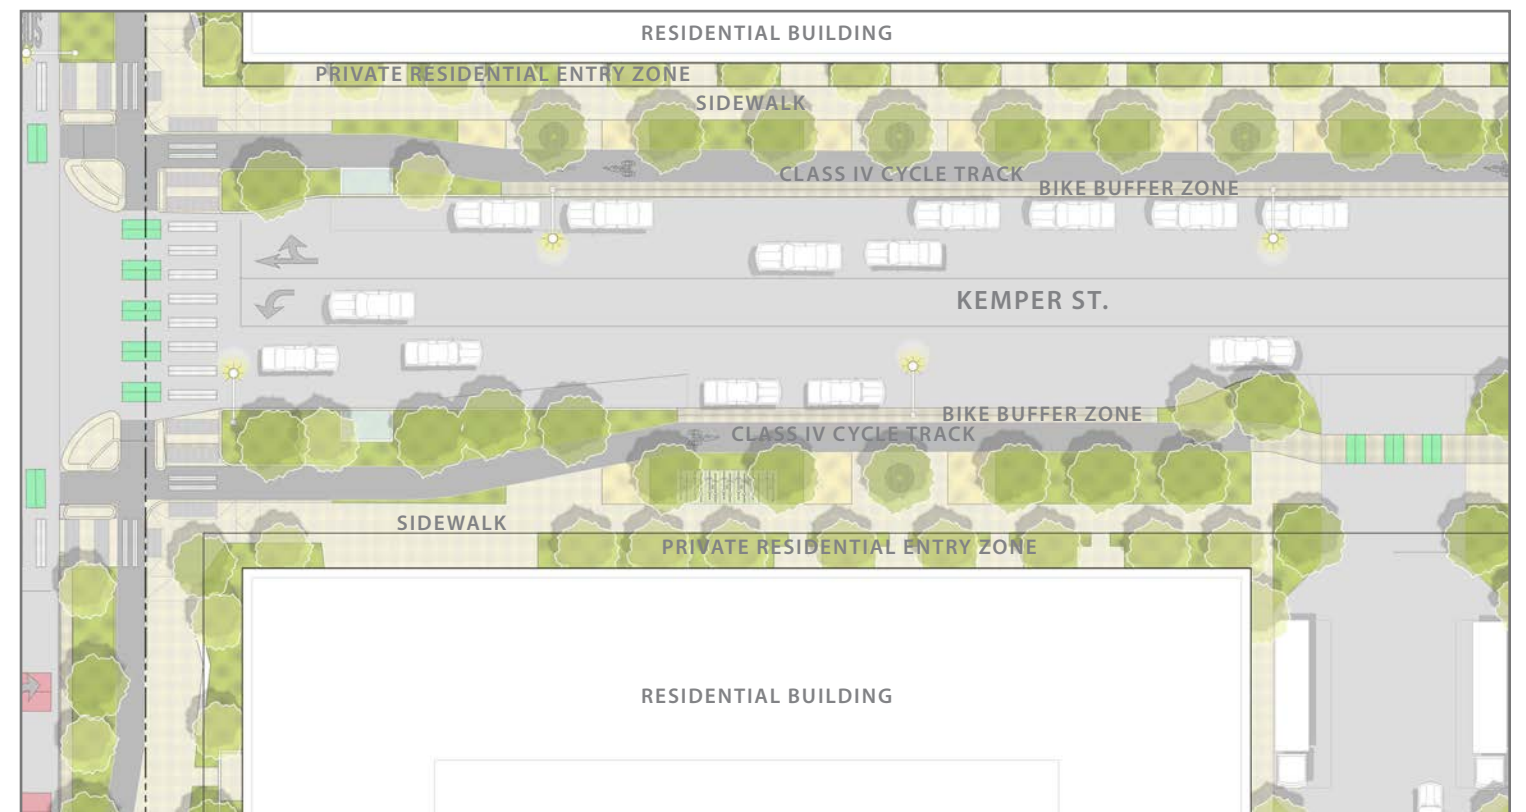 RESIDENTIAL BUILDING
PRIVATE RESIDENTIAL ENTRY ZONE
SIDEWALK
CLASS IV CYCLE TRACK
BIKE BUFFER ZONE
KEMPER ST.
BIKE BUFFER ZONE
CLASS IV CYCLE TRACK
SIDEWALK
PRIVATE RESIDENTIAL ENTRY ZONE
RESIDENTIAL BUILDING